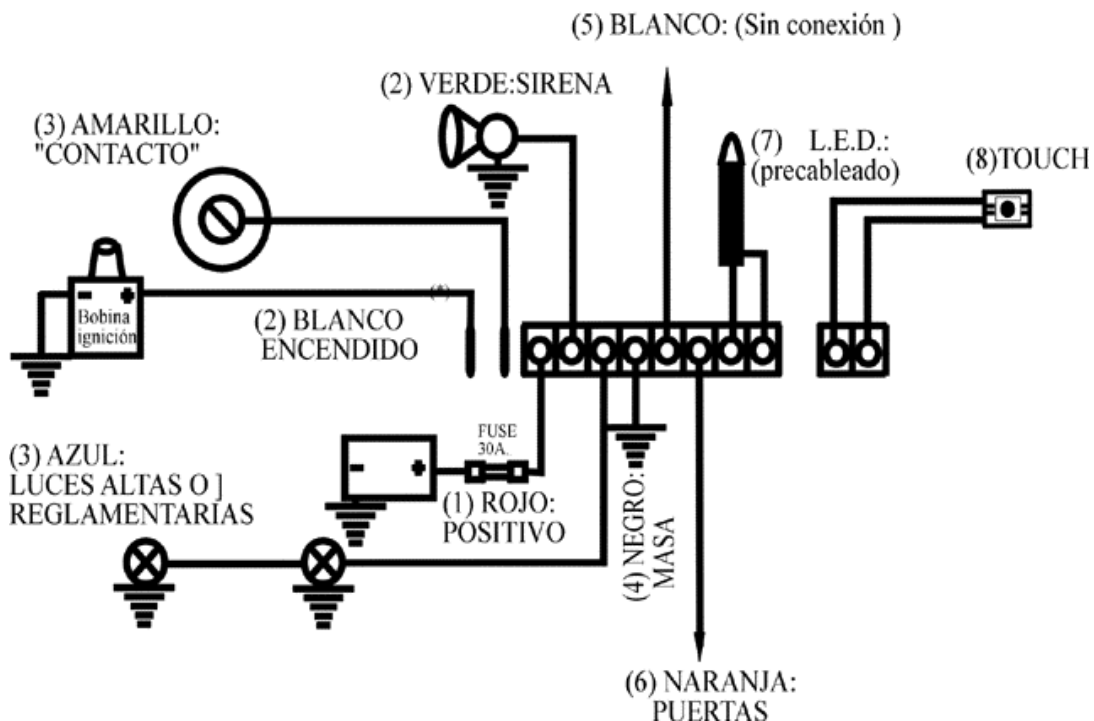 (5) BLANCO: (Sin conexión )
(2) VERDE:SIRENA
(3) AMARILLO:
"CONTACTO"
(7) L.E.D.:
(precableado)
(8)TOUCH
- +
Bobina
ignición
(2) BLANCO
ENCENDIDO
(3) AZUL:
LUCES ALTAS O ]
REGLAMENTARIAS
FUSE
30A.
- +
(1) ROJO:
POSITIVO
(4) NEGRO:
MASA
(6) NARANJA:
PUERTAS